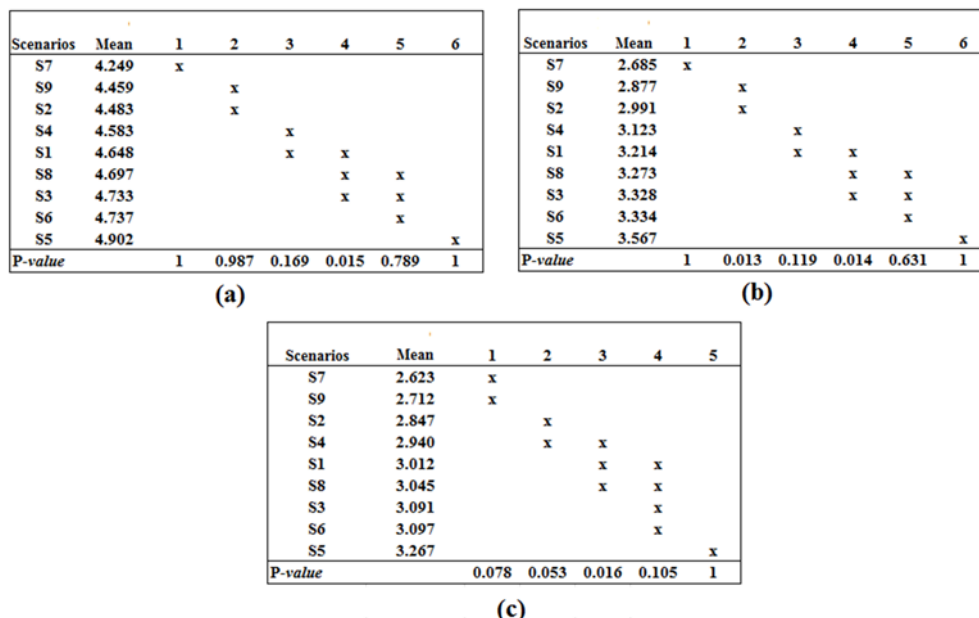 Scenarios Mean 1 2 3 4 5 6
S7 4.249 x
S9 4.459 x
S2 4.483 x
S4 4.583 x
S1 4.648 x x
S8 4.697 x x
S3 4.733 x x
S6 4.737 x
S5 4.902 x
P-value 1 0.987 0.169 0.015 0.789 1
(a)
Scenarios Mean 1 2 3 4 5 6
S7 2.685 x
S9 2.877 x
S2 2.991 x
S4 3.123 x
S1 3.214 x x
S8 3.273 x x
S3 3.328 x x
S6 3.334 x
S5 3.567 x
P-value 1 0.013 0.119 0.014 0.631 1
(b)
Scenarios Mean 1 2 3 4 5
S7 2.623 x
S9 2.712 x
S2 2.847 x
S4 2.940 x x
S1 3.012 x x
S8 3.045 x x
S3 3.091 x
S6 3.097 x
S5 3.267 x
P-value 0.078 0.053 0.016 0.105 1
(c)